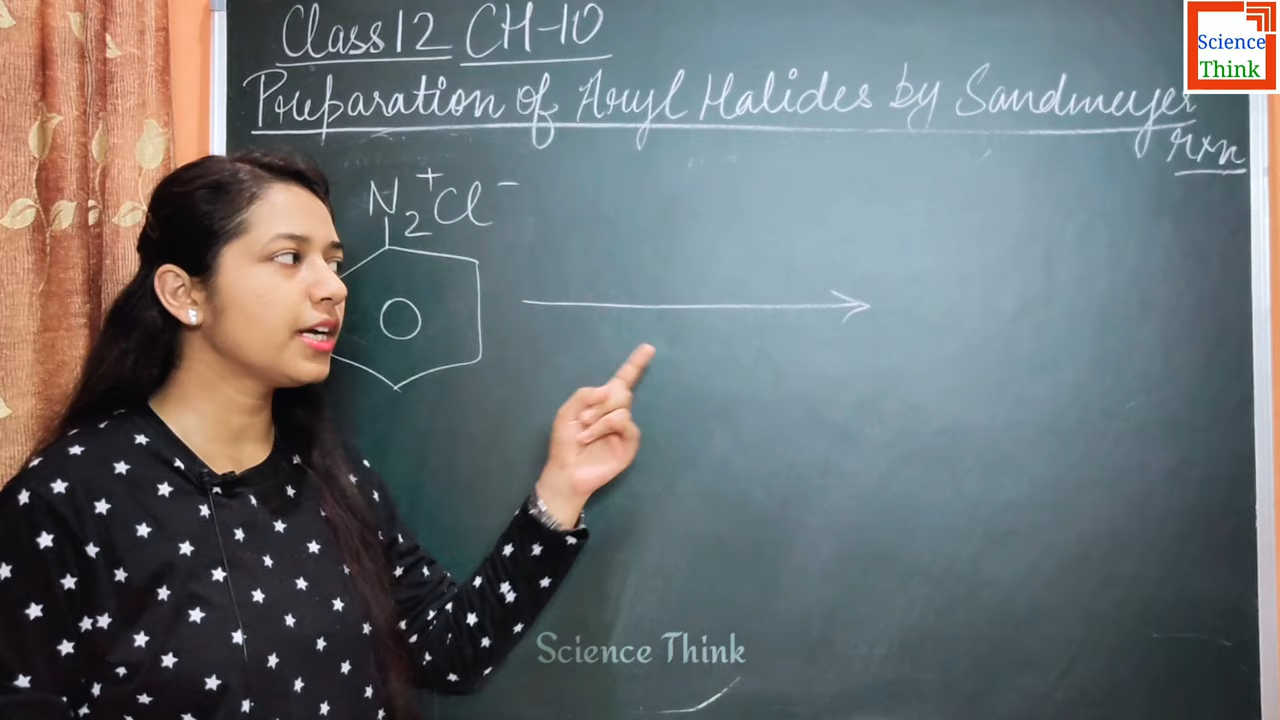 Class 12 CH-10
Preparation of Aryl Halides by Sandmeyer
rxn
N2+Cl-
Science
Think
Science Think